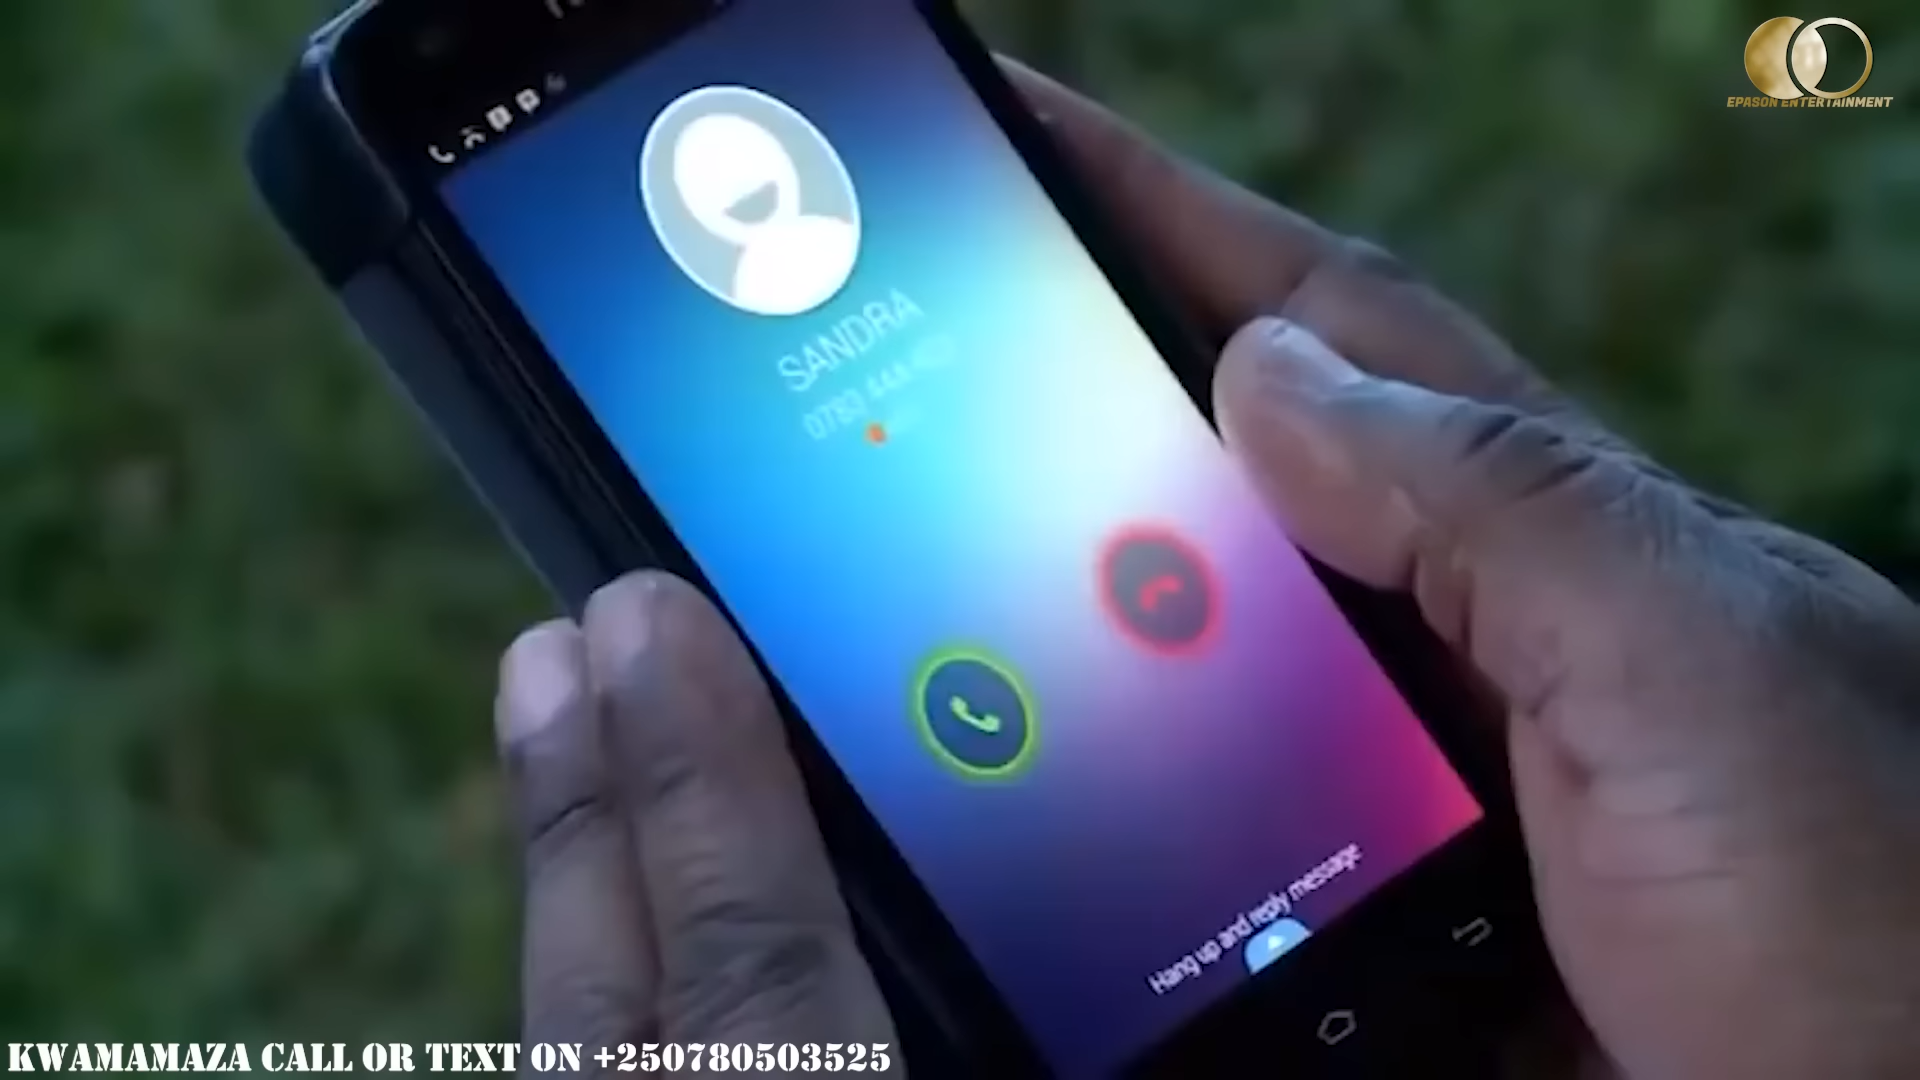 EPASON ENTERTAINMENT
SANDRA
Hang up and reply message
KWAMAMAZA CALL OR TEXT ON +250780503525